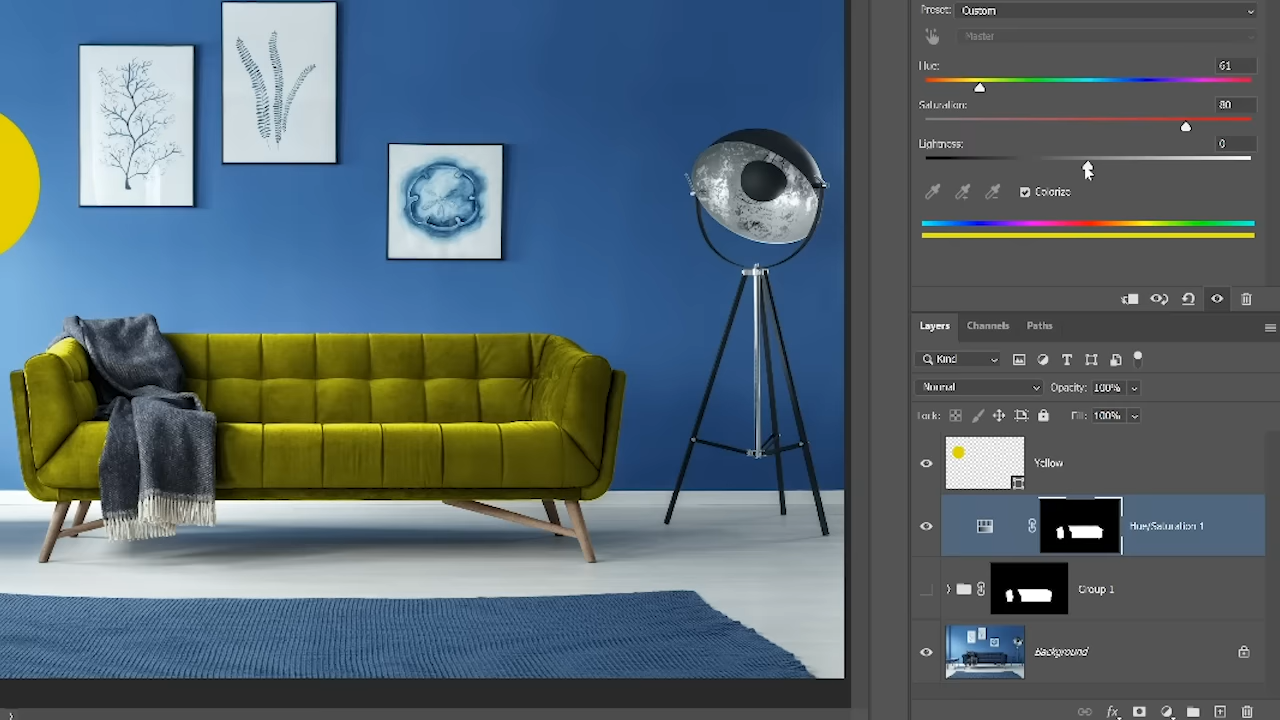 Preset: Custom
Master
Hue: 61
Saturation: 80
Lightness: 0
Colorize
Layers Channels Paths
Kind
Normal Opacity: 100%
Lock: Fill: 100%
Yellow
Hue/Saturation 1
Group 1
Background
fx